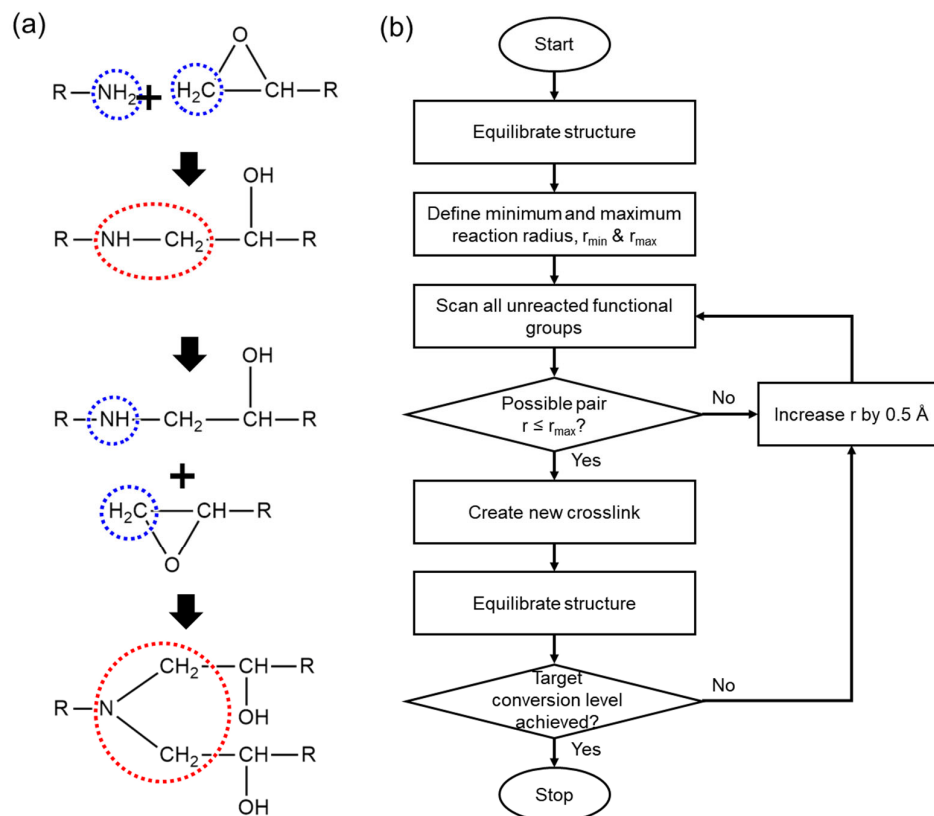 (a)
O
R
NH₂
+
H₂C
CH
R
OH
R
NH
CH₂
CH
R
OH
R
NH
CH₂
CH
R
+
H₂C
CH
R
O
CH₂
CH
R
R
N
OH
CH₂
CH
R
OH
(b)
Start
Equilibrate structure
Define minimum and maximum
reaction radius, rmin & rmax
Scan all unreacted functional
groups
Possible pair
r ≤ rmax?
No
Increase r by 0.5 Å
Yes
Create new crosslink
Equilibrate structure
Target
conversion level
achieved?
No
Yes
Stop